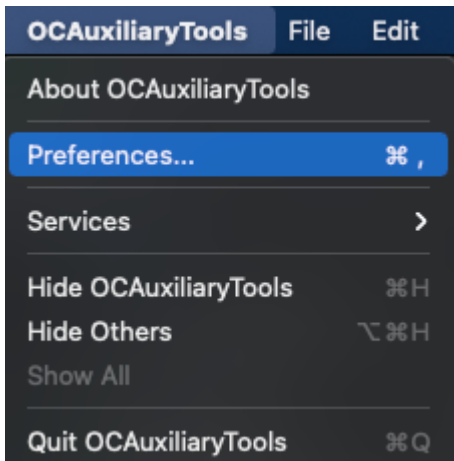 OCAuxiliaryTools File Edit
About OCAuxiliaryTools
Preferences... ⌘ ,
Services >
Hide OCAuxiliaryTools ⌘H
Hide Others ⌥⌘H
Show All
Quit OCAuxiliaryTools ⌘Q